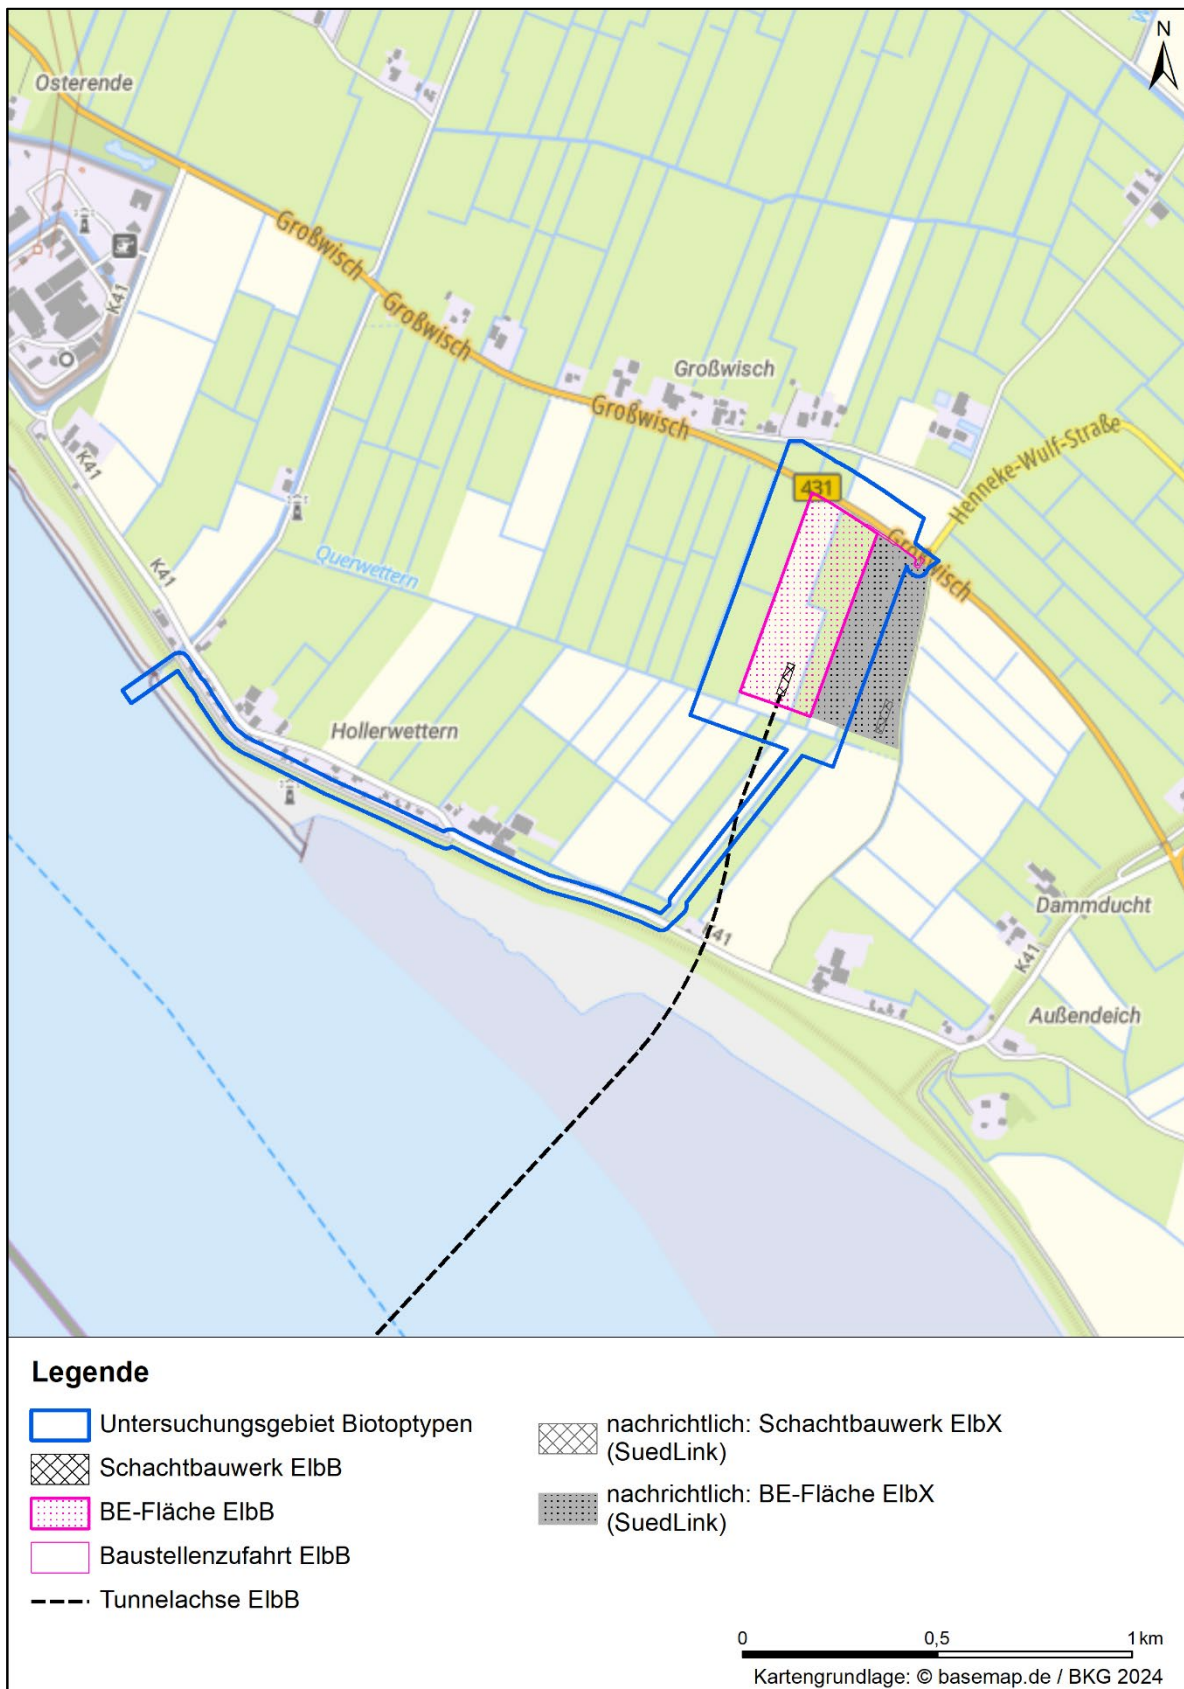 N
Osterende
Großwisch
K41
Großwisch
Großwisch
Großwisch
Henneke-Wulf-Straße
431
Großwisch
K41
Querwettern
K41
Hollerwettern
Dammducht
K41
K41
Außendeich
Legende
Untersuchungsgebiet Biotoptypen
Schachtbauwerk ElbB
BE-Fläche ElbB
Baustellenzufahrt ElbB
Tunnelachse ElbB
nachrichtlich: Schachtbauwerk ElbX
(SuedLink)
nachrichtlich: BE-Fläche ElbX
(SuedLink)
0 0,5 1 km
Kartengrundlage: © basemap.de / BKG 2024